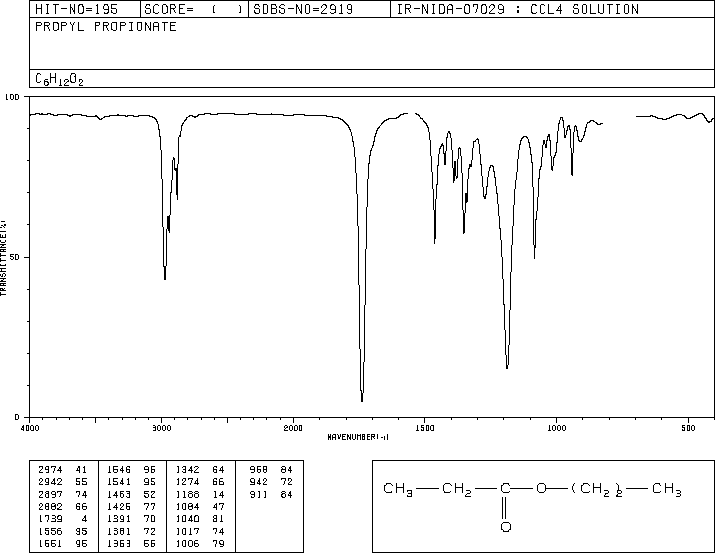 HIT-NO=195 SCORE= ( ) SDBS-NO=2919 IR-NIDA-07029 : CCL4 SOLUTION
PROPYL PROPIONATE
C6H12O2
100
50
0
TRANSMITTANCE(%)
4000 3000 2000 1500 1000 500
WAVENUMBER(-1)
2974 41 1546 95 1342 64 968 84
2942 55 1541 95 1274 66 942 72
2897 74 1463 52 1188 14 911 84
2882 66 1426 77 1084 47
1739 4 1391 70 1040 81
1556 95 1381 72 1017 74
1551 95 1353 55 1006 79
CH3 CH2 C O (CH2)2 CH3
O